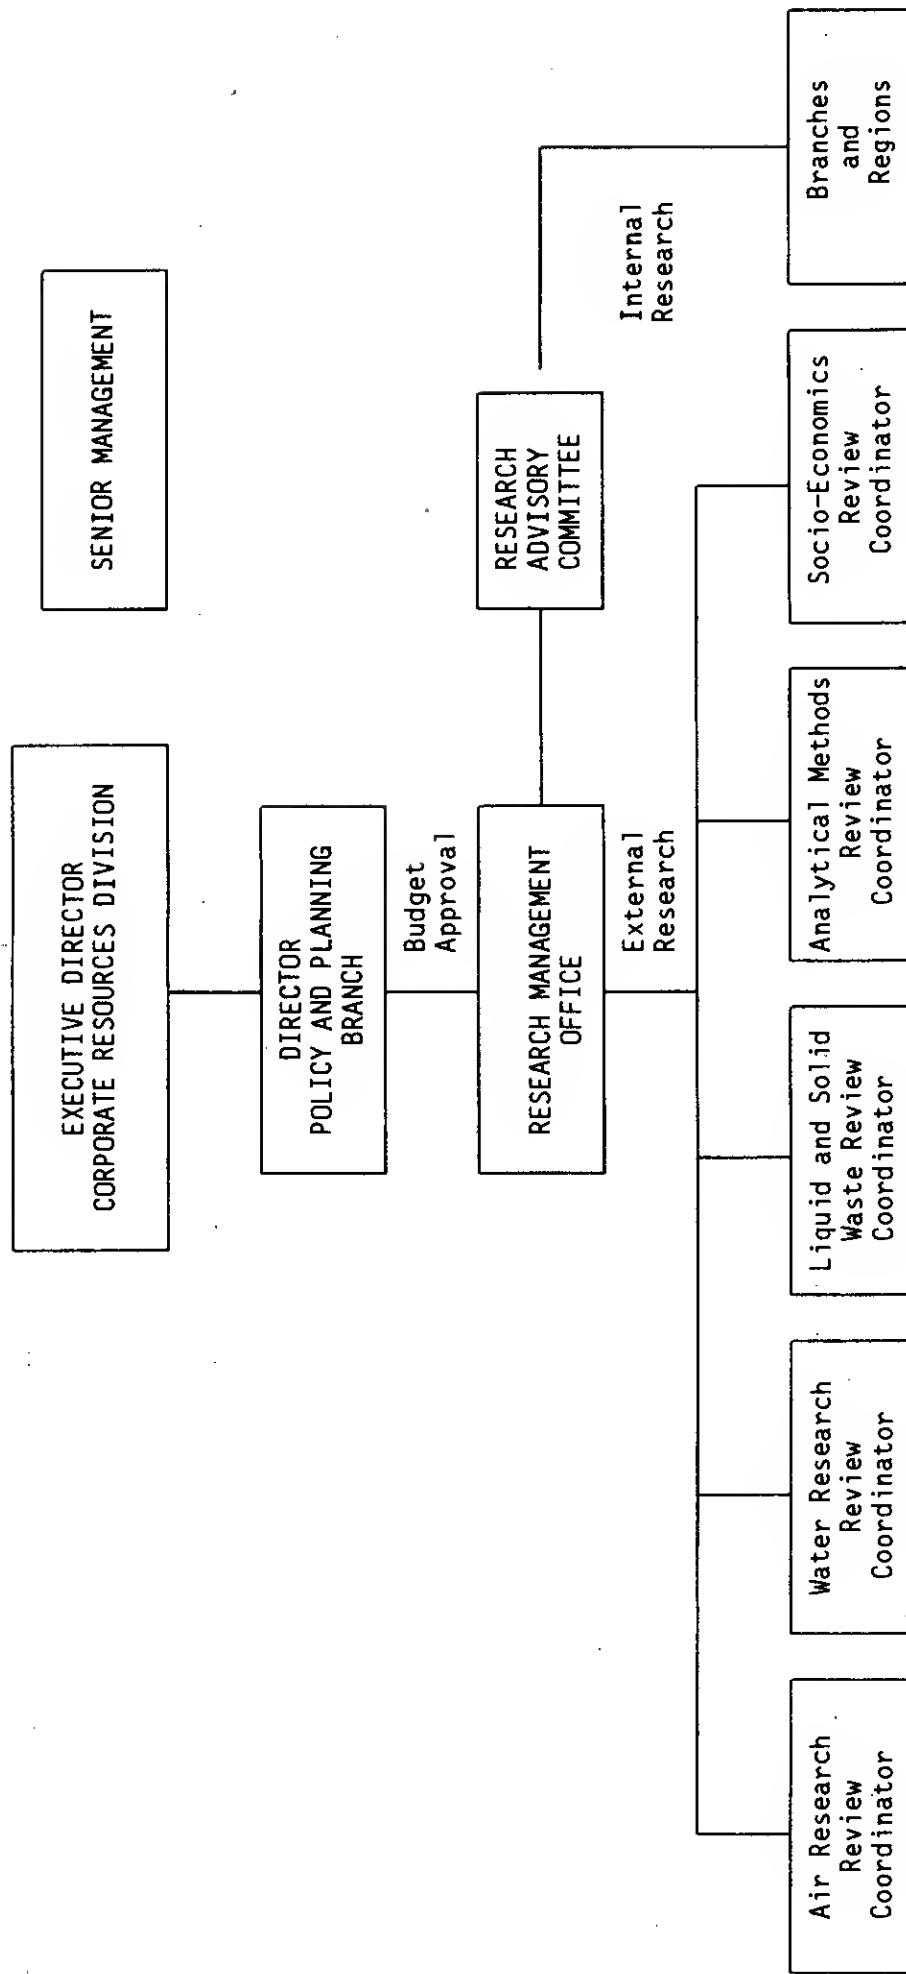 EXECUTIVE DIRECTOR
CORPORATE RESOURCES DIVISION
SENIOR MANAGEMENT
DIRECTOR
POLICY AND PLANNING
BRANCH
Budget
Approval
RESEARCH MANAGEMENT
OFFICE
RESEARCH
ADVISORY
COMMITTEE
External
Research
Internal
Research
Air Research
Review
Coordinator
Water Research
Review
Coordinator
Liquid and Solid
Waste Review
Coordinator
Analytical Methods
Review
Coordinator
Socio-Economics
Review
Coordinator
Branches
and
Regions